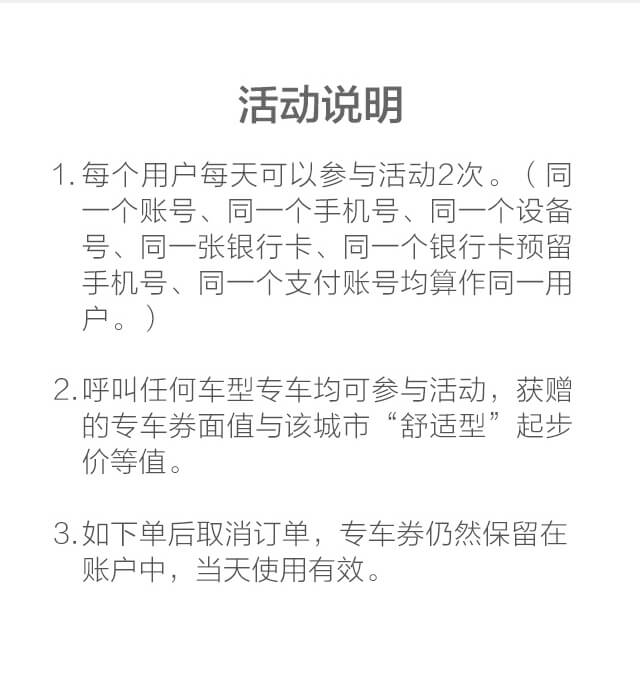 活动说明
1. 每个用户每天可以参与活动2次。（同
一个账号、同一个手机号、同一个设备
号、同一张银行卡、同一个银行卡预留
手机号、同一个支付账号均算作同一用
户。）
2. 呼叫任何车型专车均可参与活动，获赠
的专车券面值与该城市“舒适型”起步
价等值。
3. 如下单后取消订单，专车券仍然保留在
账户中，当天使用有效。